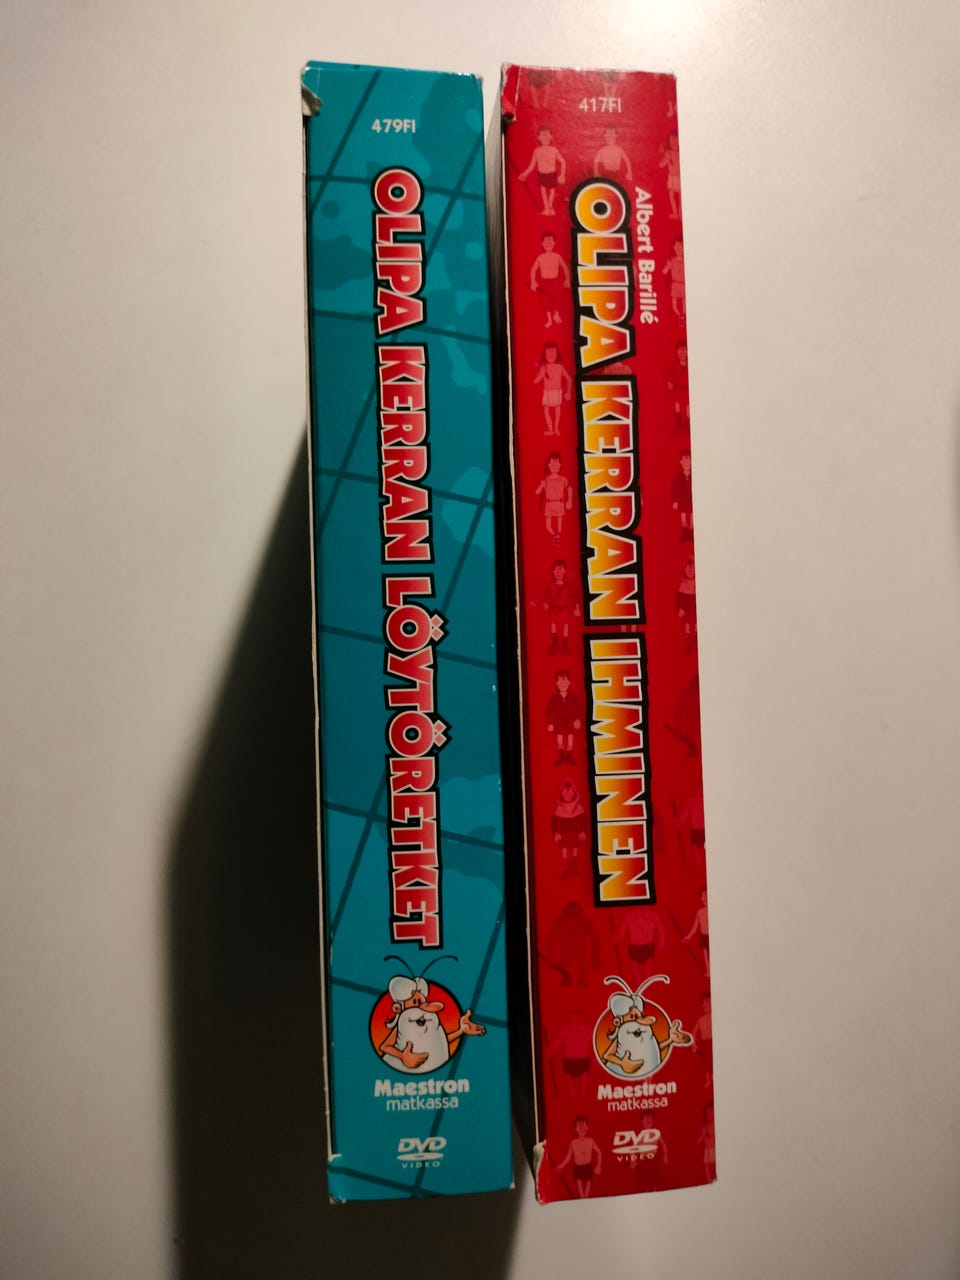 479FI
OLIPA KERRAN LÖYTÖRETKET
Maestron
matkassa
DVD
VIDEO
417FI
Albert Barillé
OLIPA KERRAN IHMINEN
Maestron
matkassa
DVD
VIDEO